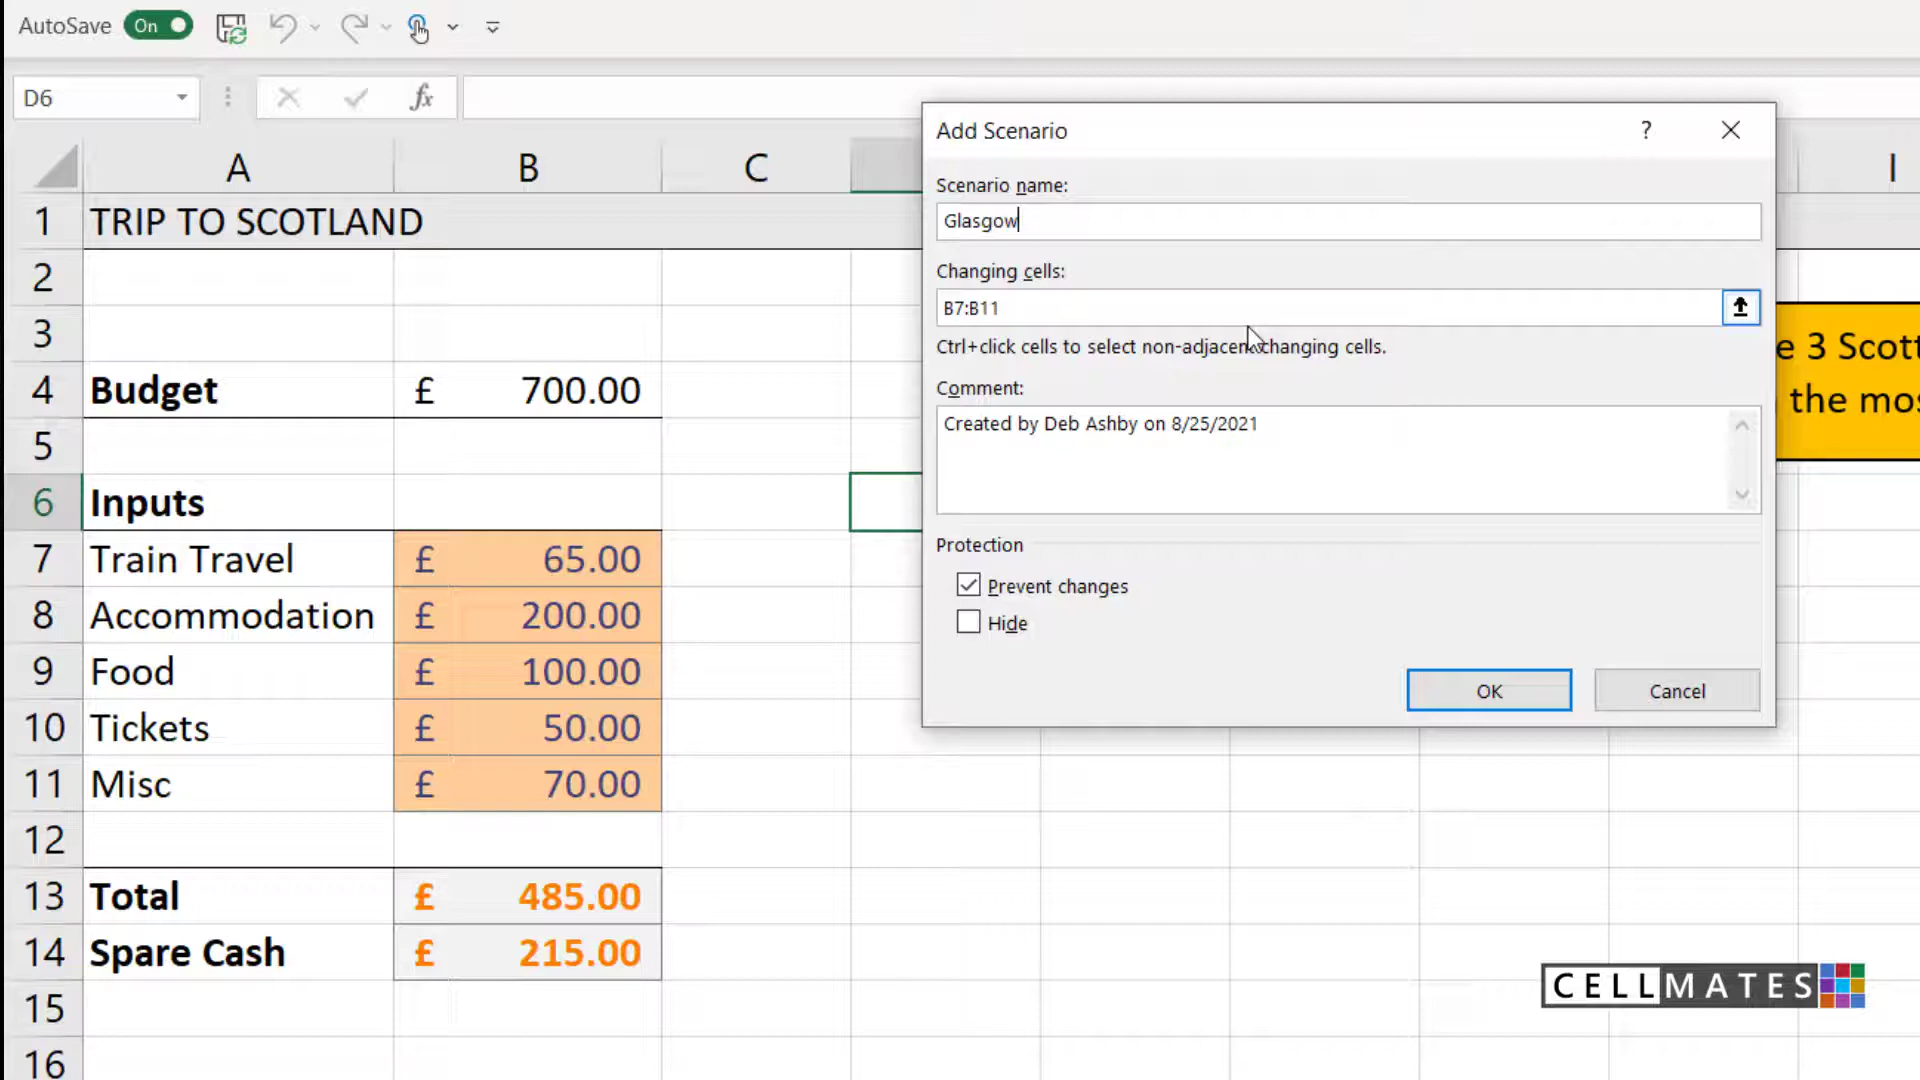 AutoSave On
D6 fx
A B C I
1 TRIP TO SCOTLAND
2
3
4 Budget £ 700.00
5
6 Inputs
7 Train Travel £ 65.00
8 Accommodation £ 200.00
9 Food £ 100.00
10 Tickets £ 50.00
11 Misc £ 70.00
12
13 Total £ 485.00
14 Spare Cash £ 215.00
15
16
Add Scenario ?
Scenario name:
Glasgow
Changing cells:
B7:B11
Ctrl+click cells to select non-adjacent changing cells.
Comment:
Created by Deb Ashby on 8/25/2021
Protection
Prevent changes
Hide
OK Cancel
e 3 Scott
the mos
CELLMATES